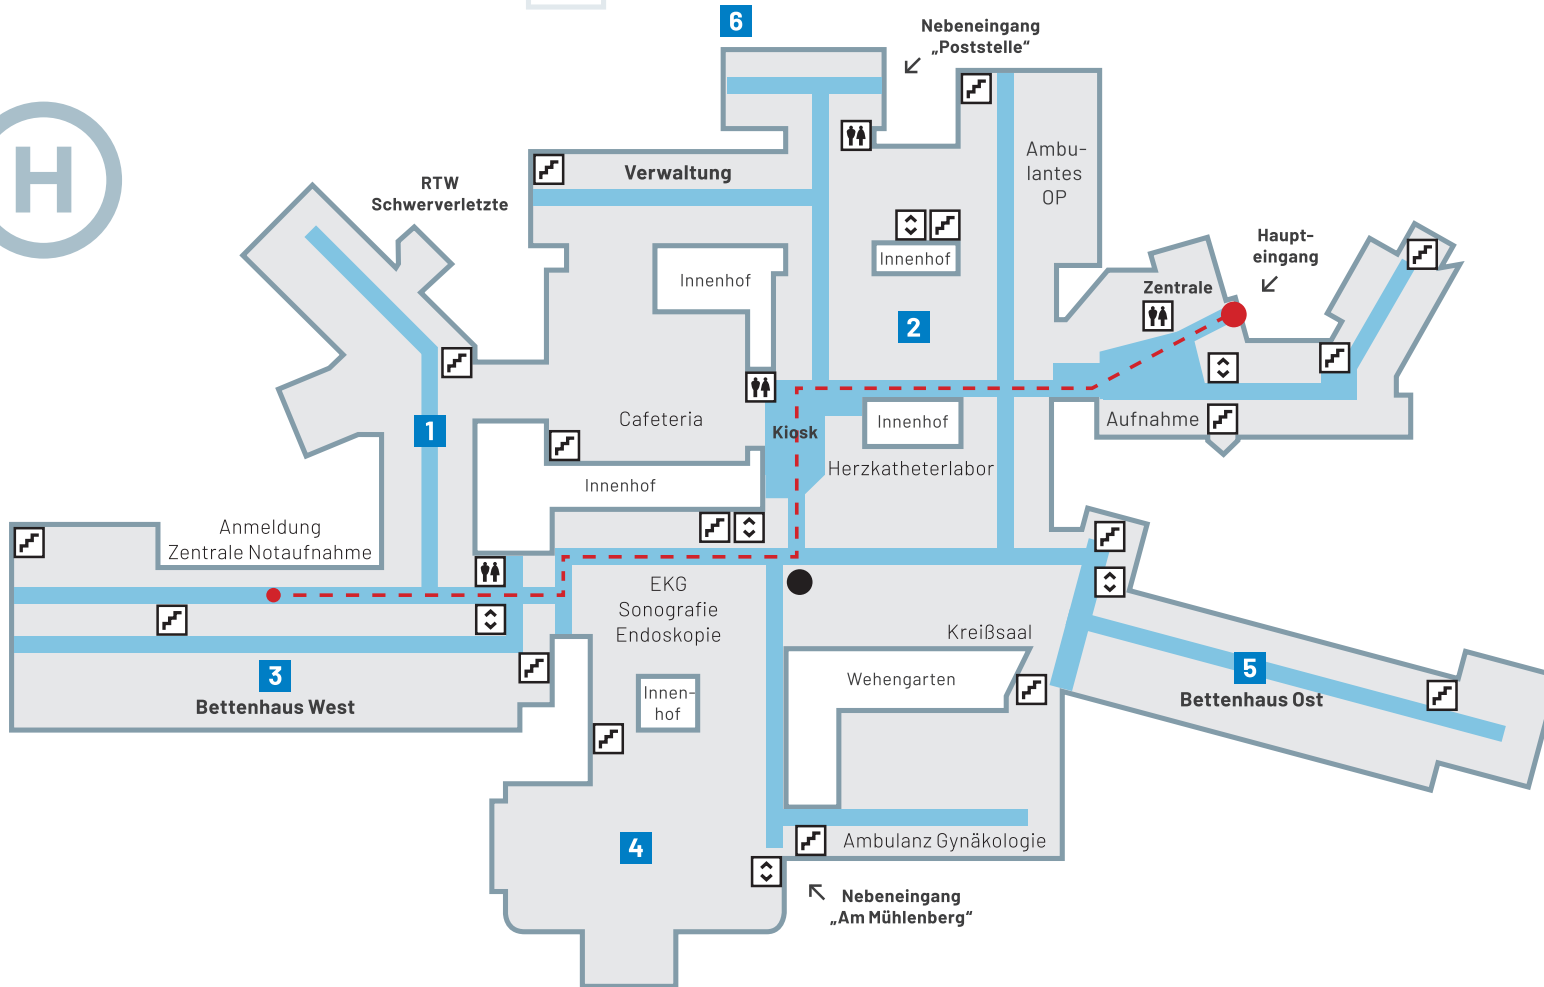 6
Nebeneingang
„Poststelle“
H
RTW
Schwerverletzte
Verwaltung
Ambu-
lantes
OP
Innenhof
Innenhof
Haupt-
eingang
Zentrale
2
1
Cafeteria
Kiosk
Innenhof
Aufnahme
Herzkatheterlabor
Innenhof
Anmeldung
Zentrale Notaufnahme
EKG
Sonografie
Endoskopie
Kreißsaal
3
Bettenhaus West
Innen-
hof
Wehengarten
5
Bettenhaus Ost
4
Ambulanz Gynäkologie
Nebeneingang
„Am Mühlenberg“